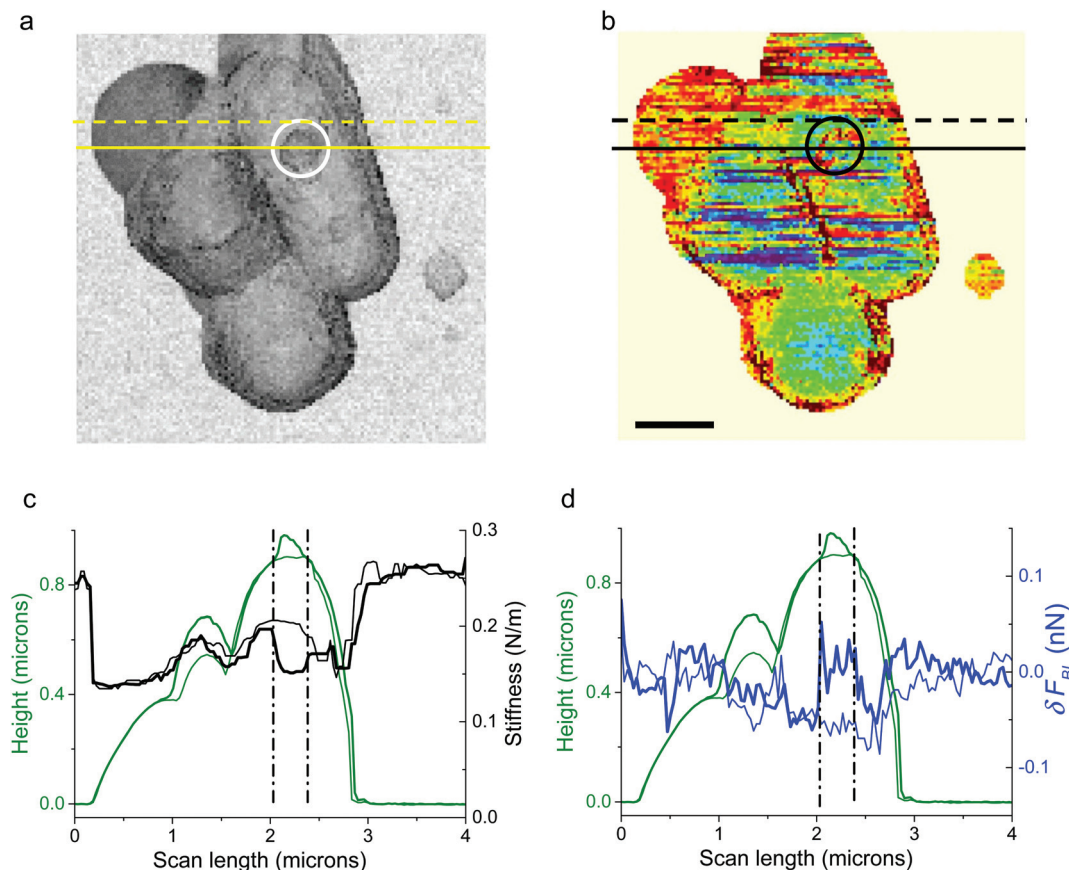 a
b
c
d
0.8
0.4
0.0
Height (microns)
0.3
0.2
0.1
0.0
Stiffness (N/m)
0
1
2
3
4
Scan length (microns)
0.8
0.4
0.0
Height (microns)
0.1
0.0
-0.1
δF_BL (nN)
0
1
2
3
4
Scan length (microns)